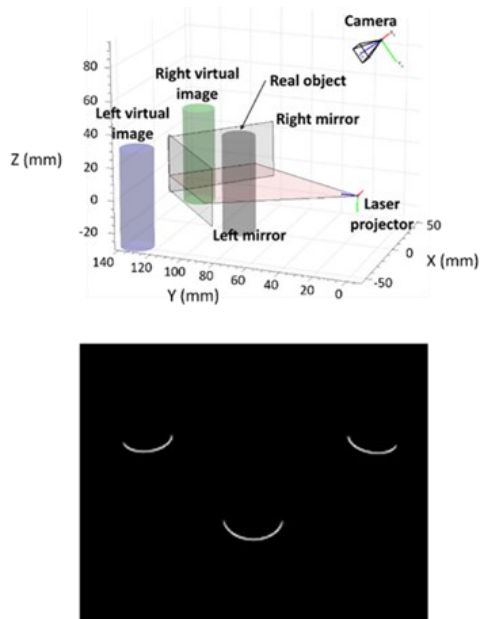 Camera
Right virtual
image
Real object
Left virtual
image
Right mirror
Z (mm)
80
60
40
20
0
-20
Laser
projector
Left mirror
50
0
-50
X (mm)
140
120
100
80
60
40
20
0
Y (mm)